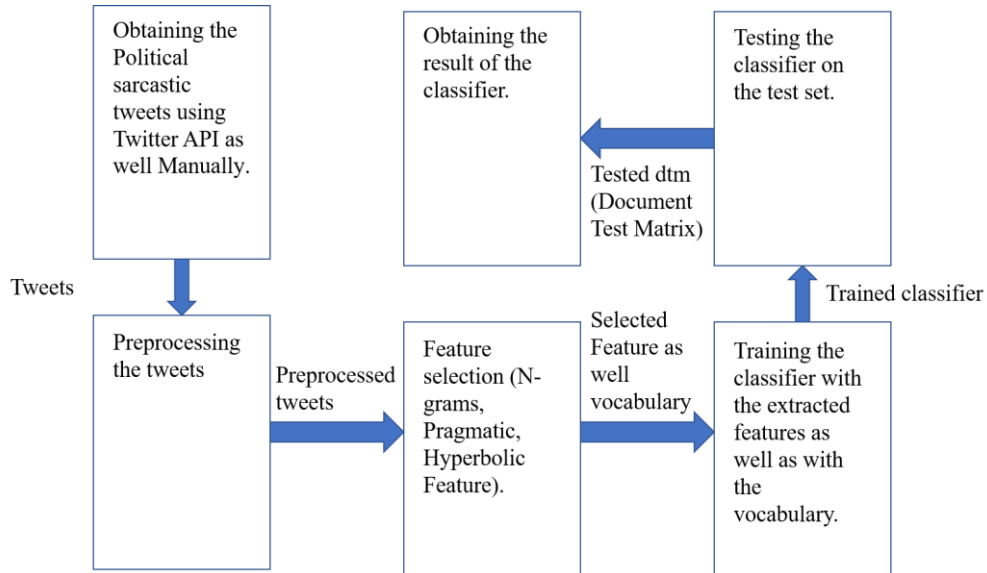 Obtaining the
Political
sarcastic
tweets using
Twitter API as
well Manually.
Tweets
Preprocessing
the tweets
Preprocessed
tweets
Feature
selection (N-
grams,
Pragmatic,
Hyperbolic
Feature).
Selected
Feature as
well
vocabulary
Training the
classifier with
the extracted
features as
well as with
the
vocabulary.
Trained classifier
Testing the
classifier on
the test set.
Tested dtm
(Document
Test Matrix)
Obtaining the
result of the
classifier.